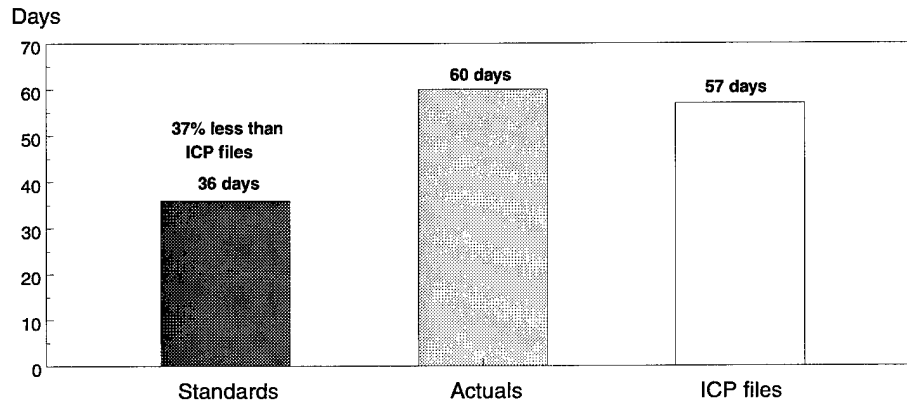 Days
70
60
50
40
30
20
10
0
37% less than
ICP files
36 days
60 days
57 days
Standards
Actuals
ICP files